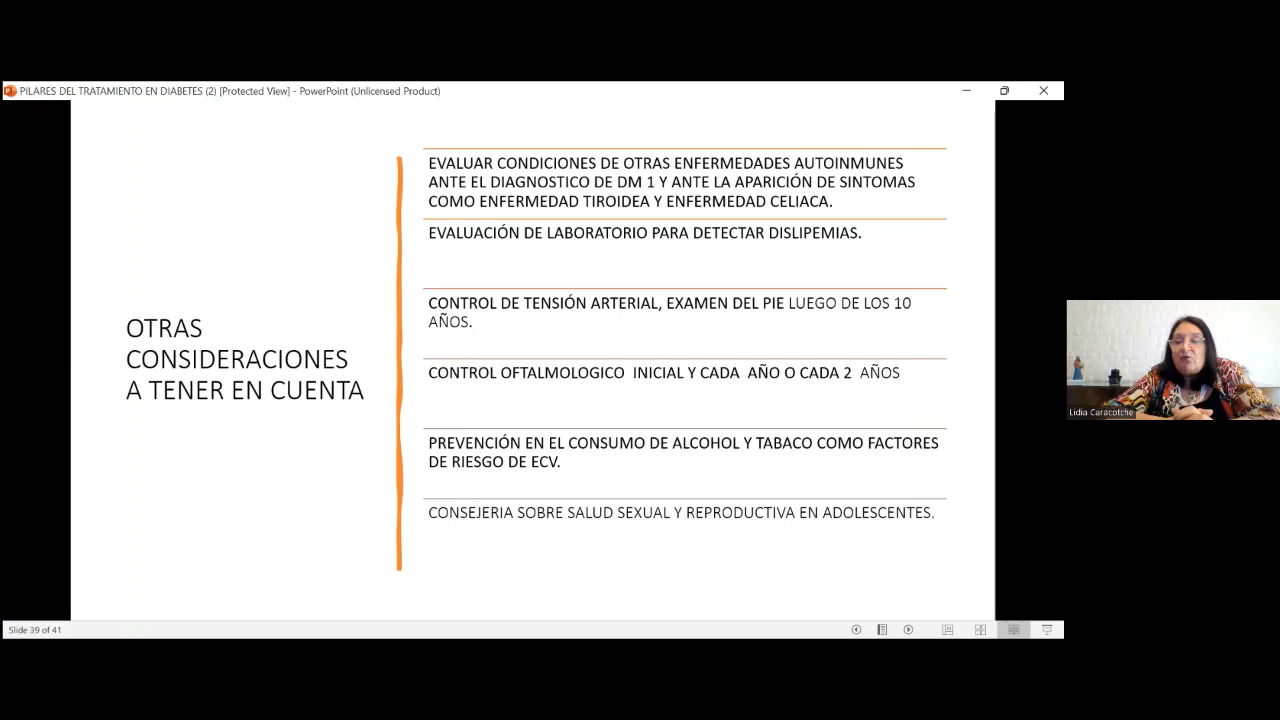 PILARES DEL TRATAMIENTO EN DIABETES (2) [Protected View] - PowerPoint (Unlicensed Product)
OTRAS
CONSIDERACIONES
A TENER EN CUENTA
EVALUAR CONDICIONES DE OTRAS ENFERMEDADES AUTOINMUNES
ANTE EL DIAGNOSTICO DE DM 1 Y ANTE LA APARICIÓN DE SINTOMAS
COMO ENFERMEDAD TIROIDEA Y ENFERMEDAD CELIACA.
EVALUACIÓN DE LABORATORIO PARA DETECTAR DISLIPEMIAS.
CONTROL DE TENSIÓN ARTERIAL, EXAMEN DEL PIE LUEGO DE LOS 10
AÑOS.
CONTROL OFTALMOLOGICO INICIAL Y CADA AÑO O CADA 2 AÑOS
PREVENCIÓN EN EL CONSUMO DE ALCOHOL Y TABACO COMO FACTORES
DE RIESGO DE ECV.
CONSEJERIA SOBRE SALUD SEXUAL Y REPRODUCTIVA EN ADOLESCENTES.
Lidia Caracotche
Slide 39 of 41